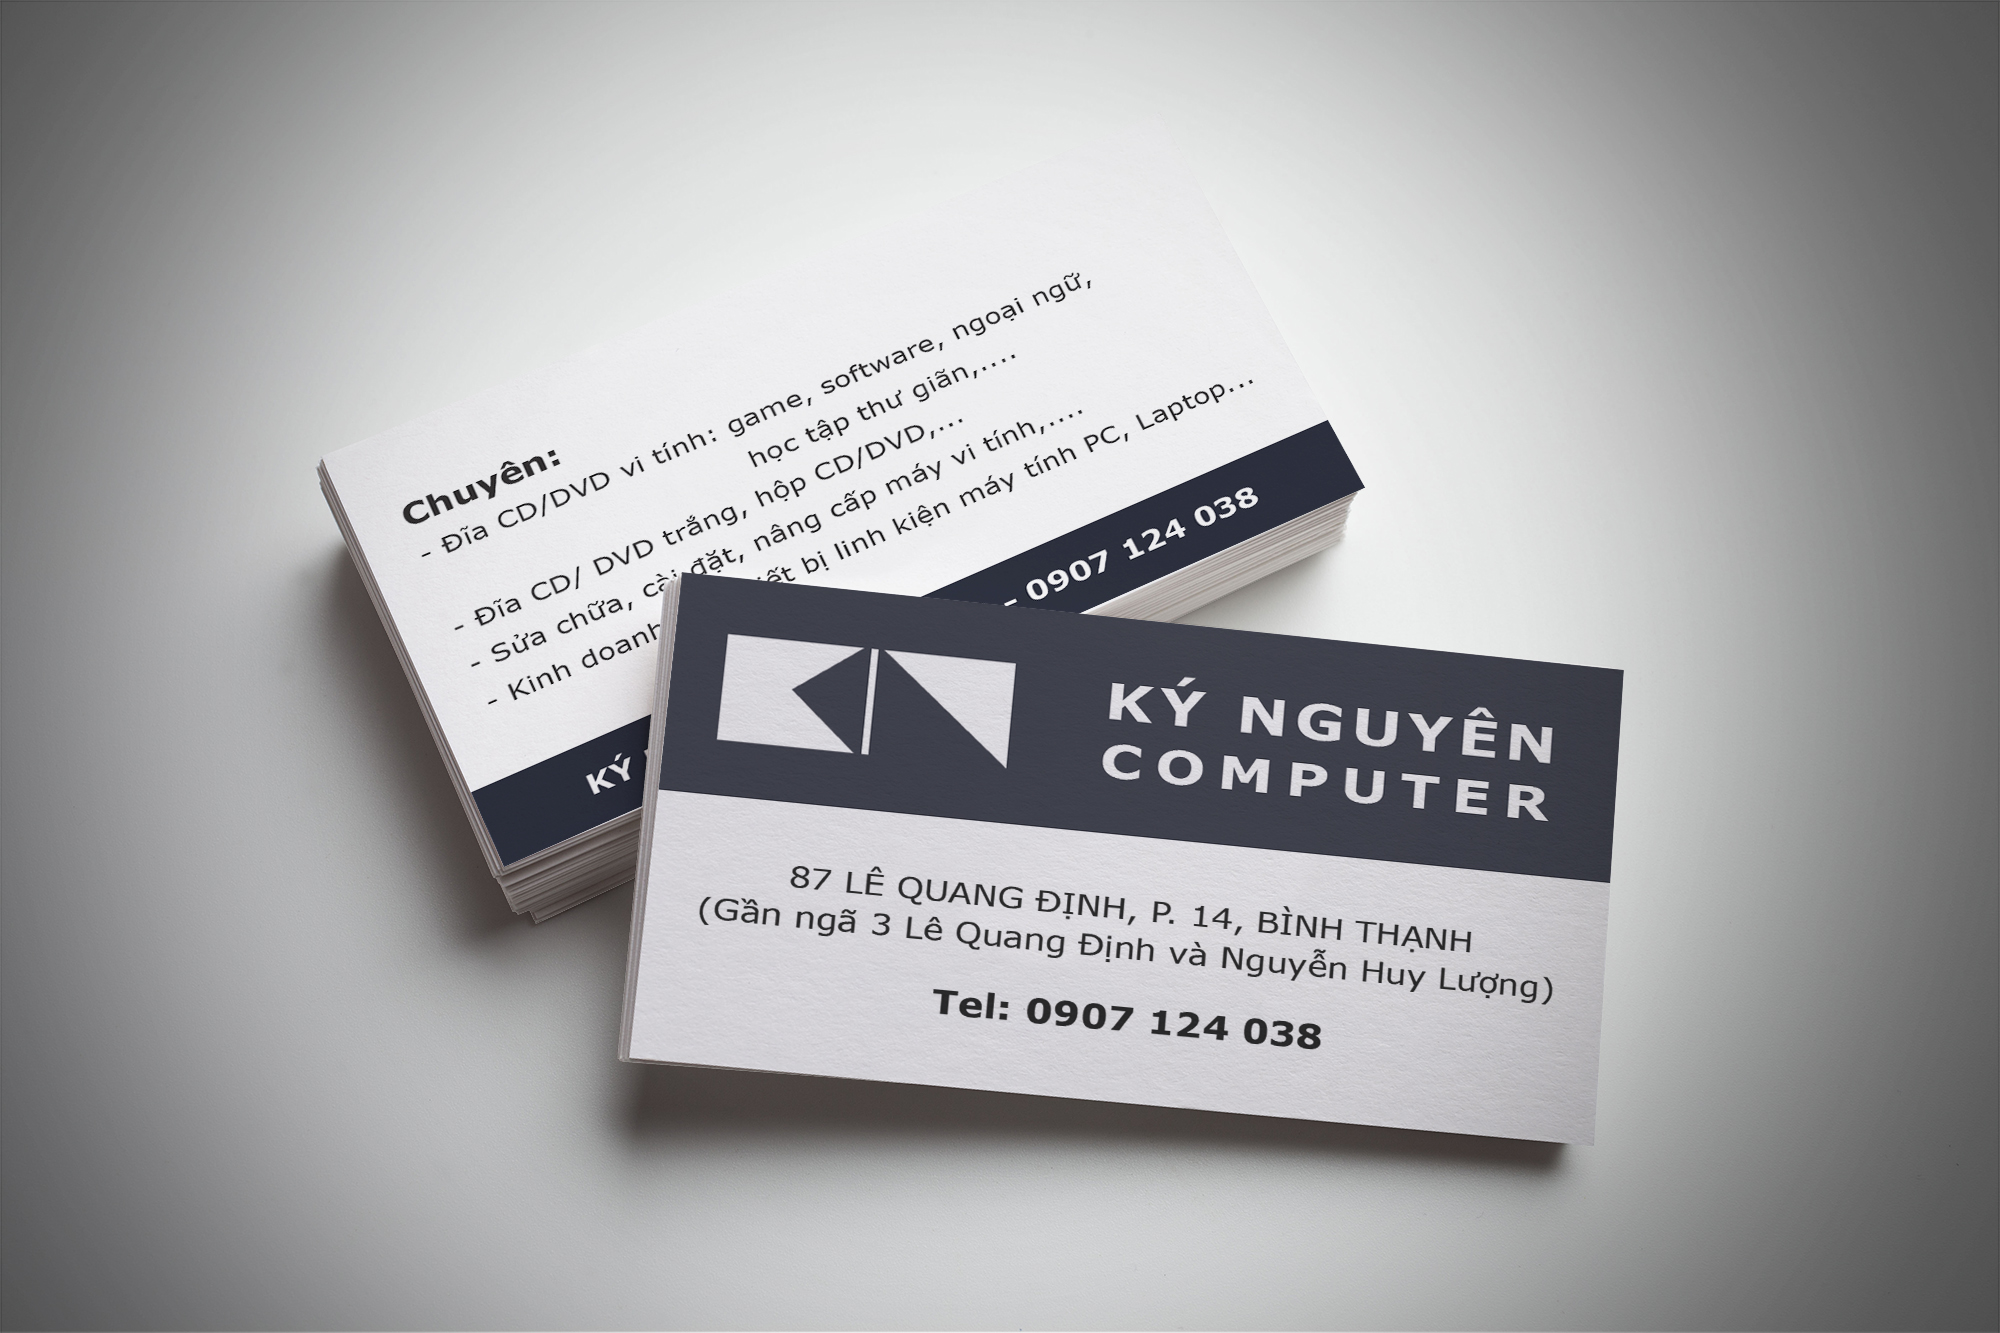 Chuyên:
- Đĩa CD/DVD vi tính: game, software, ngoại ngữ,
học tập thư giãn,....
- Đĩa CD/ DVD trắng, hộp CD/DVD,...
- Sửa chữa, cài đặt, nâng cấp máy vi tính,....
- Kinh doanh bị linh kiện máy tính PC, Laptop...
KÝ - 0907 124 038
KÝ NGUYÊN
COMPUTER
87 LÊ QUANG ĐỊNH, P. 14, BÌNH THẠNH
(Gần ngã 3 Lê Quang Định và Nguyễn Huy Lượng)
Tel: 0907 124 038